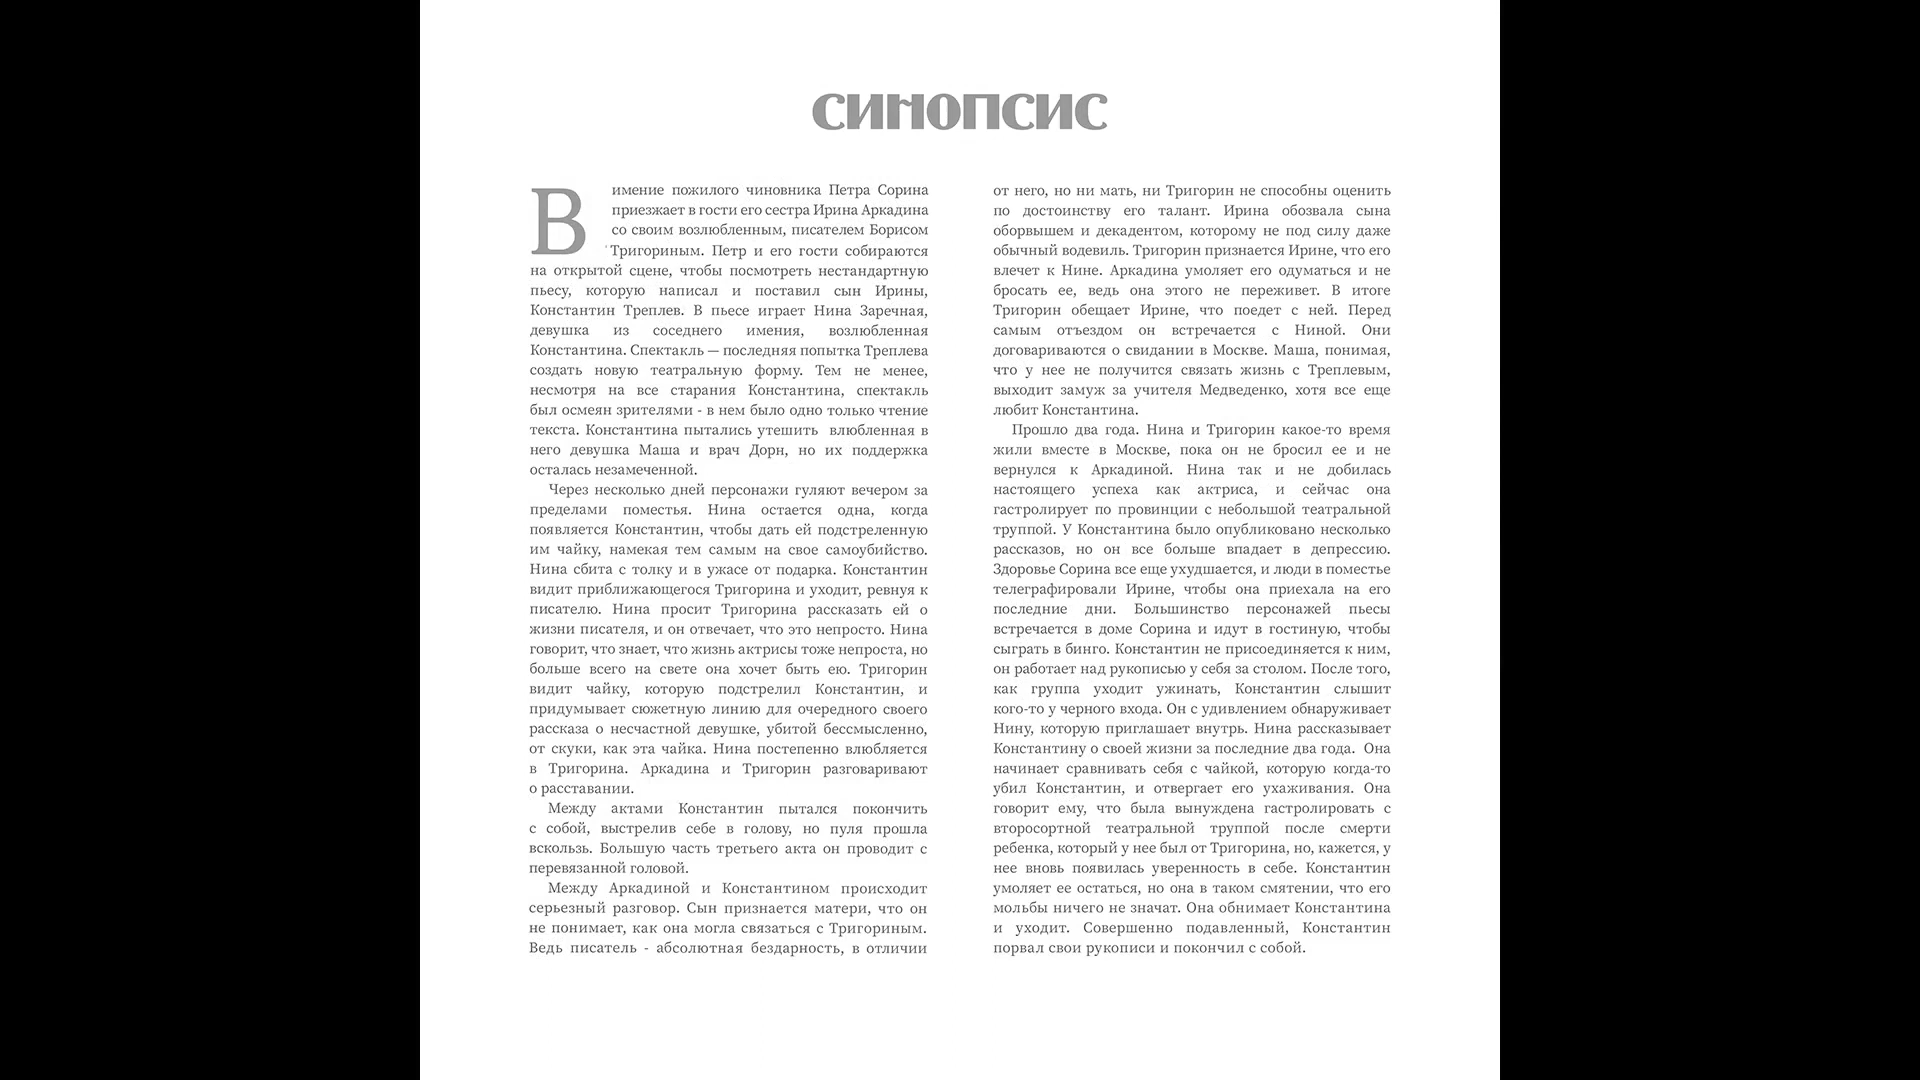 синопсис
В имение пожилого чиновника Петра Сорина
приезжает в гости его сестра Ирина Аркадина
со своим возлюбленным, писателем Борисом
Тригориным. Петр и его гости собираются
на открытой сцене, чтобы посмотреть нестандартную
пьесу, которую написал и поставил сын Ирины,
Константин Треплев. В пьесе играет Нина Заречная,
девушка из соседнего имения, возлюбленная
Константина. Спектакль — последняя попытка Треплева
создать новую театральную форму. Тем не менее,
несмотря на все старания Константина, спектакль
был осмеян зрителями - в нем было одно только чтение
текста. Константина пытались утешить влюбленная в
него девушка Маша и врач Дорн, но их поддержка
осталась незамеченной.
Через несколько дней персонажи гуляют вечером за
пределами поместья. Нина остается одна, когда
появляется Константин, чтобы дать ей подстреленную
им чайку, намекая тем самым на свое самоубийство.
Нина сбита с толку и в ужасе от подарка. Константин
видит приближающегося Тригорина и уходит, ревнуя к
писателю. Нина просит Тригорина рассказать ей о
жизни писателя, и он отвечает, что это непросто. Нина
говорит, что знает, что жизнь актрисы тоже непроста, но
больше всего на свете она хочет быть ею. Тригорин
видит чайку, которую подстрелил Константин, и
придумывает сюжетную линию для очередного своего
рассказа о несчастной девушке, убитой бессмысленно,
от скуки, как эта чайка. Нина постепенно влюбляется
в Тригорина. Аркадина и Тригорин разговаривают
о расставании.
Между актами Константин пытался покончить
с собой, выстрелив себе в голову, но пуля прошла
вскользь. Большую часть третьего акта он проводит с
перевязанной головой.
Между Аркадиной и Константином происходит
серьезный разговор. Сын признается матери, что он
не понимает, как она могла связаться с Тригориным.
Ведь писатель - абсолютная бездарность, в отличии
от него, но ни мать, ни Тригорин не способны оценить
по достоинству его талант. Ирина обозвала сына
оборвышем и декадентом, которому не под силу даже
обычный водевиль. Тригорин признается Ирине, что его
влечет к Нине. Аркадина умоляет его одуматься и не
бросать ее, ведь она этого не переживет. В итоге
Тригорин обещает Ирине, что поедет с ней. Перед
самым отъездом он встречается с Ниной. Они
договариваются о свидании в Москве. Маша, понимая,
что у нее не получится связать жизнь с Треплевым,
выходит замуж за учителя Медведенко, хотя все еще
любит Константина.
Прошло два года. Нина и Тригорин какое-то время
жили вместе в Москве, пока он не бросил ее и не
вернулся к Аркадиной. Нина так и не добилась
настоящего успеха как актриса, и сейчас она
гастролирует по провинции с небольшой театральной
труппой. У Константина было опубликовано несколько
рассказов, но он все больше впадает в депрессию.
Здоровье Сорина все еще ухудшается, и люди в поместье
телеграфировали Ирине, чтобы она приехала на его
последние дни. Большинство персонажей пьесы
встречается в доме Сорина и идут в гостиную, чтобы
сыграть в бинго. Константин не присоединяется к ним,
он работает над рукописью у себя за столом. После того,
как группа уходит ужинать, Константин слышит
кого-то у черного входа. Он с удивлением обнаруживает
Нину, которую приглашает внутрь. Нина рассказывает
Константину о своей жизни за последние два года. Она
начинает сравнивать себя с чайкой, которую когда-то
убил Константин, и отвергает его ухаживания. Она
говорит ему, что была вынуждена гастролировать с
второсортной театральной труппой после смерти
ребенка, который у нее был от Тригорина, но, кажется, у
нее вновь появилась уверенность в себе. Константин
умоляет ее остаться, но она в таком смятении, что его
мольбы ничего не значат. Она обнимает Константина
и уходит. Совершенно подавленный, Константин
порвал свои рукописи и покончил с собой.